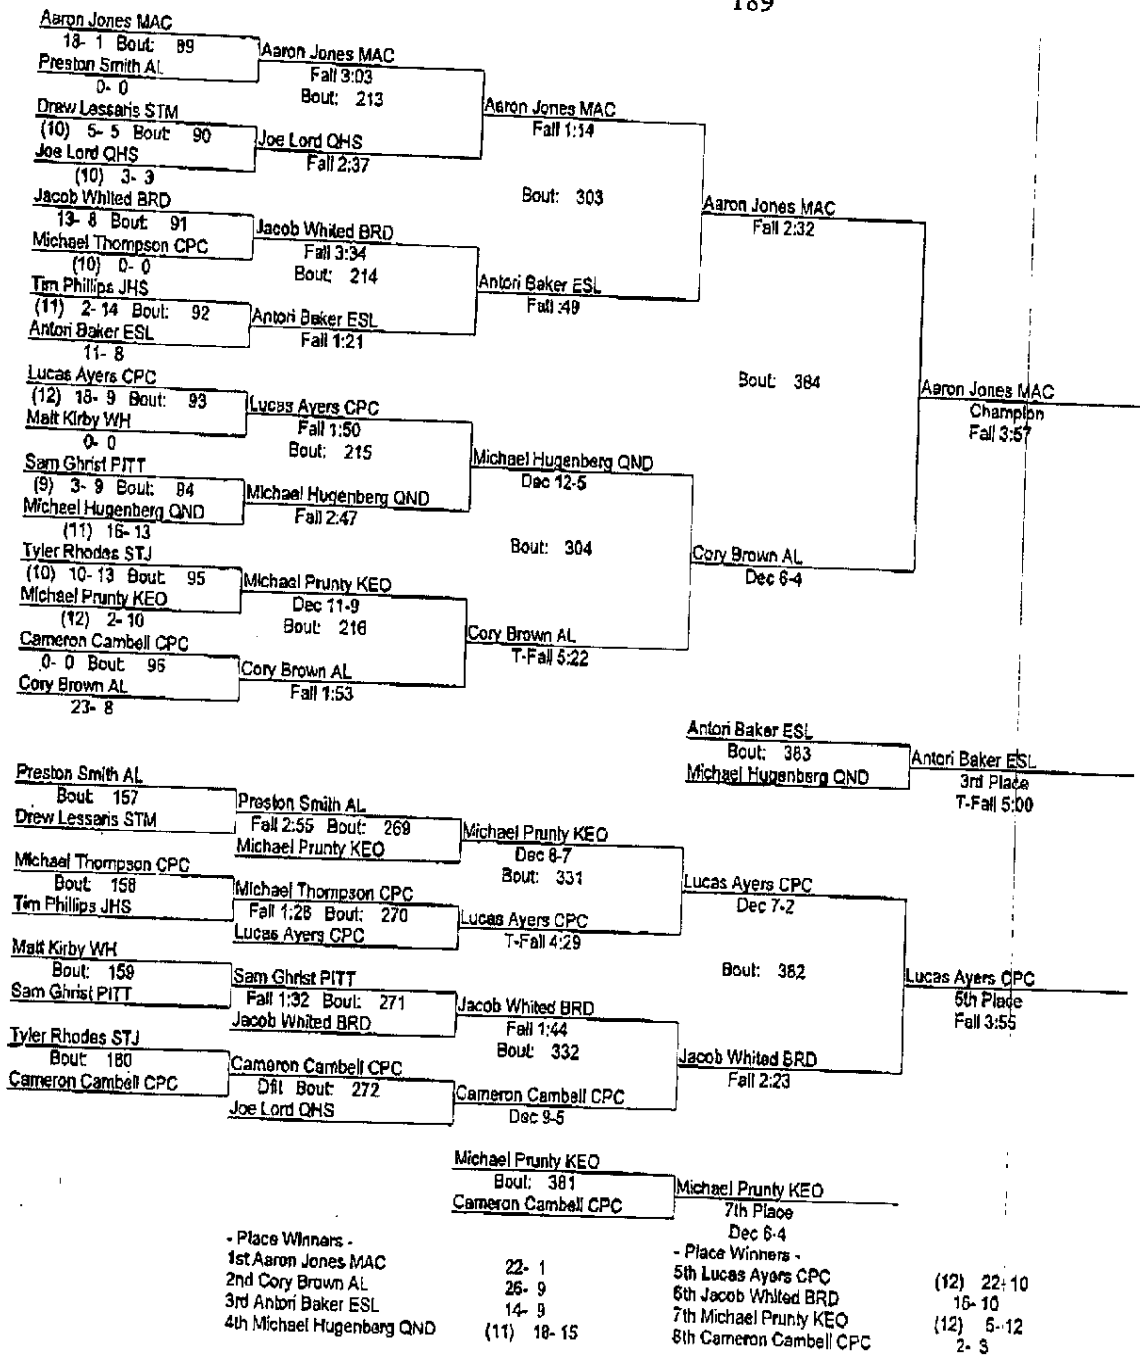 189
Aaron Jones MAC
18- 1 Bout: 89
Preston Smith AL
0- 0
Drew Lessaris STM
(10) 5- 5 Bout: 90
Joe Lord QHS
(10) 3- 3
Jacob Whited BRD
13- 8 Bout: 91
Michael Thompson CPC
(10) 0- 0
Tim Phillips JHS
(11) 2- 14 Bout: 92
Antori Baker ESL
11- 8
Lucas Ayers CPC
(12) 18- 9 Bout: 93
Matt Kirby WH
0- 0
Sam Ghrist PITT
(9) 3- 9 Bout: 94
Michael Hugenberg QND
(11) 16- 13
Tyler Rhodes STJ
(10) 10- 13 Bout: 95
Michael Prunty KEO
(12) 2- 10
Cameron Cambell CPC
0- 0 Bout: 96
Cory Brown AL
23- 8
Aaron Jones MAC
Fall 3:03
Bout: 213
Joe Lord QHS
Fall 2:37
Jacob Whited BRD
Fall 3:34
Bout: 214
Antori Baker ESL
Fall 1:21
Lucas Ayers CPC
Fall 1:50
Bout: 215
Michael Hugenberg QND
Fall 2:47
Michael Prunty KEO
Dec 11-9
Bout: 216
Cory Brown AL
Fall 1:53
Aaron Jones MAC
Fall 1:14
Bout: 303
Antori Baker ESL
Fall :49
Michael Hugenberg QND
Dec 12-5
Bout: 304
Cory Brown AL
T-Fall 5:22
Aaron Jones MAC
Fall 2:32
Bout: 384
Cory Brown AL
Dec 6-4
Aaron Jones MAC
Champion
Fall 3:57
Antori Baker ESL
Bout: 383
Michael Hugenberg QND
Antori Baker ESL
3rd Place
T-Fall 5:00
Preston Smith AL
Bout: 157
Drew Lessaris STM
Michael Thompson CPC
Bout: 158
Tim Phillips JHS
Matt Kirby WH
Bout: 159
Sam Ghrist PITT
Tyler Rhodes STJ
Bout: 160
Cameron Cambell CPC
Preston Smith AL
Fall 2:55 Bout: 269
Michael Prunty KEO
Michael Thompson CPC
Fall 1:28 Bout: 270
Lucas Ayers CPC
Sam Ghrist PITT
Fall 1:32 Bout: 271
Jacob Whited BRD
Cameron Cambell CPC
Dflt Bout: 272
Joe Lord QHS
Michael Prunty KEO
Dec 8-7
Bout: 331
Lucas Ayers CPC
T-Fall 4:29
Jacob Whited BRD
Fall 1:44
Bout: 332
Cameron Cambell CPC
Dec 9-5
Lucas Ayers CPC
Dec 7-2
Bout: 382
Jacob Whited BRD
Fall 2:23
Lucas Ayers CPC
5th Place
Fall 3:55
Michael Prunty KEO
Bout: 381
Cameron Cambell CPC
Michael Prunty KEO
7th Place
Dec 6-4
- Place Winners -
1st Aaron Jones MAC 22- 1
2nd Cory Brown AL 26- 9
3rd Antori Baker ESL 14- 9
4th Michael Hugenberg QND (11) 18- 15
- Place Winners -
5th Lucas Ayers CPC (12) 22- 10
6th Jacob Whited BRD 16- 10
7th Michael Prunty KEO (12) 5- 12
8th Cameron Cambell CPC 2- 3